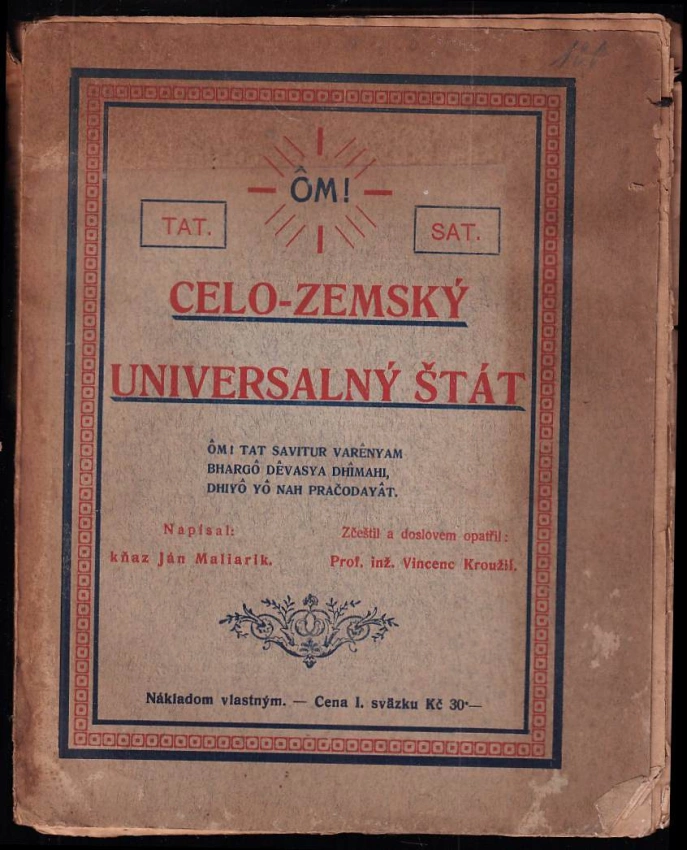 ÔM!
TAT.
SAT.
CELO-ZEMSKÝ
UNIVERSALNÝ ŠTÁT
ÔM! TAT SAVITUR VARÊNYAM
BHARGÔ DÊVASYA DHÎMAHI,
DHIYÔ YÔ NAH PRAČODAYÂT.
Napísal:
kňaz Ján Maliarik.
Zčeštil a doslovem opatřil:
Prof. inž. Vincenc Kroužil.
Nákladom vlastným. — Cena I. sväzku Kč 30·—